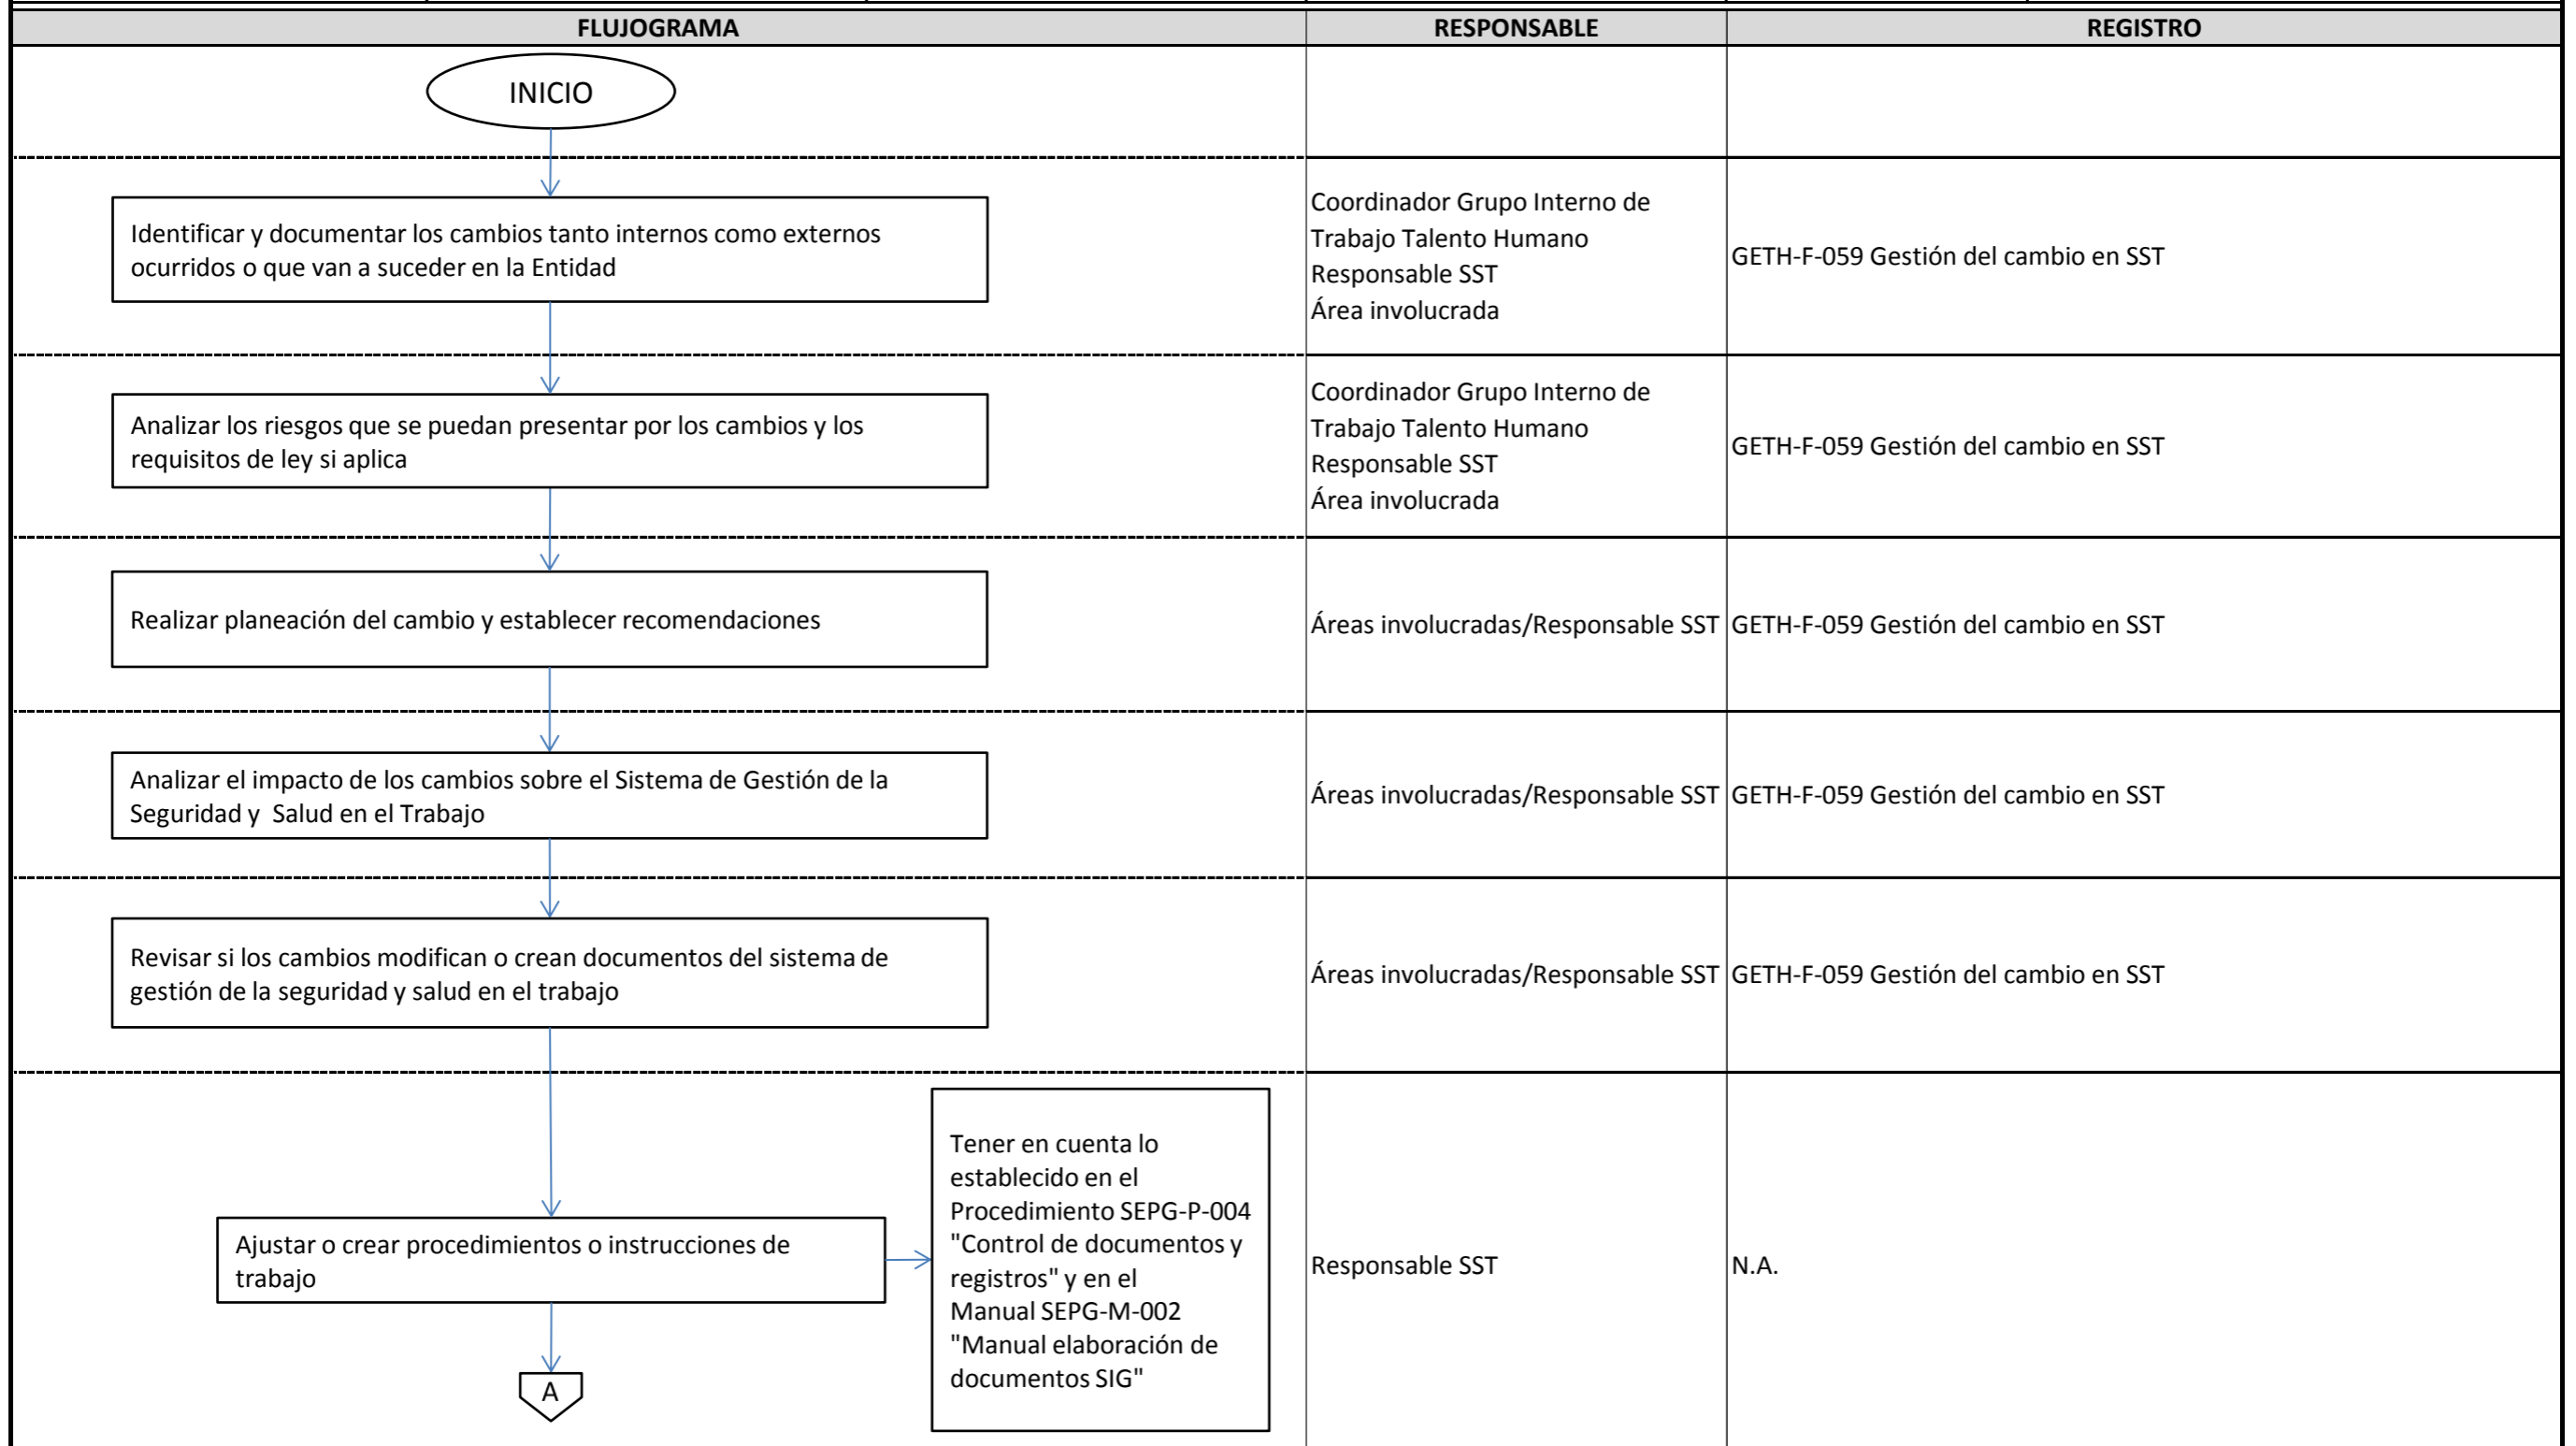 FLUJOGRAMA
RESPONSABLE
REGISTRO
INICIO
Identificar y documentar los cambios tanto internos como externos
ocurridos o que van a suceder en la Entidad
Coordinador Grupo Interno de
Trabajo Talento Humano
Responsable SST
Área involucrada
GETH-F-059 Gestión del cambio en SST
Analizar los riesgos que se puedan presentar por los cambios y los
requisitos de ley si aplica
Coordinador Grupo Interno de
Trabajo Talento Humano
Responsable SST
Área involucrada
GETH-F-059 Gestión del cambio en SST
Realizar planeación del cambio y establecer recomendaciones
Áreas involucradas/Responsable SST
GETH-F-059 Gestión del cambio en SST
Analizar el impacto de los cambios sobre el Sistema de Gestión de la
Seguridad y Salud en el Trabajo
Áreas involucradas/Responsable SST
GETH-F-059 Gestión del cambio en SST
Revisar si los cambios modifican o crean documentos del sistema de
gestión de la seguridad y salud en el trabajo
Áreas involucradas/Responsable SST
GETH-F-059 Gestión del cambio en SST
Ajustar o crear procedimientos o instrucciones de
trabajo
Tener en cuenta lo
establecido en el
Procedimiento SEPG-P-004
"Control de documentos y
registros" y en el
Manual SEPG-M-002
"Manual elaboración de
documentos SIG"
Responsable SST
N.A.
A